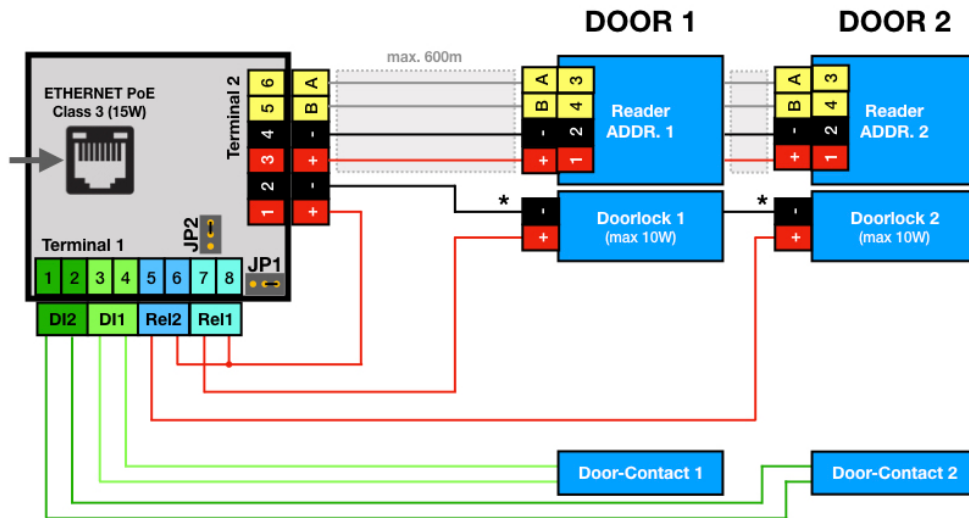 DOOR 1
DOOR 2
max. 600m
ETHERNET PoE
Class 3 (15W)
Terminal 2
6 A
5 B
4 -
3 +
2 -
1 +
A 3
B 4
- 2
+ 1
Reader
ADDR. 1
A 3
B 4
- 2
+ 1
Reader
ADDR. 2
*
-
+
Doorlock 1
(max 10W)
*
-
+
Doorlock 2
(max 10W)
JP2
JP1
Terminal 1
1 2 3 4 5 6 7 8
DI2 DI1 Rel2 Rel1
Door-Contact 1
Door-Contact 2